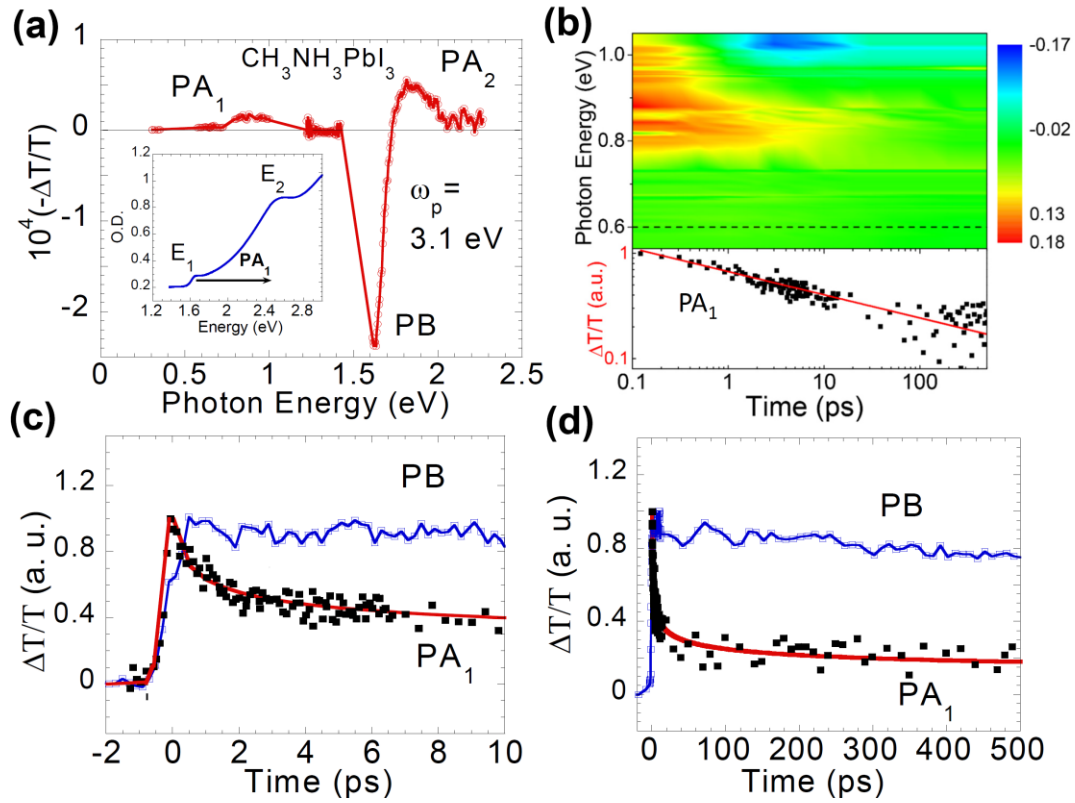 (a)
CH₃NH₃PbI₃
PA₁
PA₂
PB
ωₚ=
3.1 eV
10⁴(-ΔT/T)
1
0
-1
-2
0 0.5 1 1.5 2 2.5
Photon Energy (eV)
E₁
E₂
PA₁
O.D.
1.2
1
0.8
0.6
0.4
0.2
1.2 1.6 2 2.4 2.8
Energy (eV)
(b)
Photon Energy (eV)
1.0
0.8
0.6
-0.17
-0.02
0.13
0.18
ΔT/T (a.u.)
1
0.1
PA₁
0.1 1 10 100
Time (ps)
(c)
PB
PA₁
ΔT/T (a. u.)
1.2
0.8
0.4
0
-2 0 2 4 6 8 10
Time (ps)
(d)
PB
PA₁
ΔT/T (a. u.)
1.2
0.8
0.4
0
0 100 200 300 400 500
Time (ps)